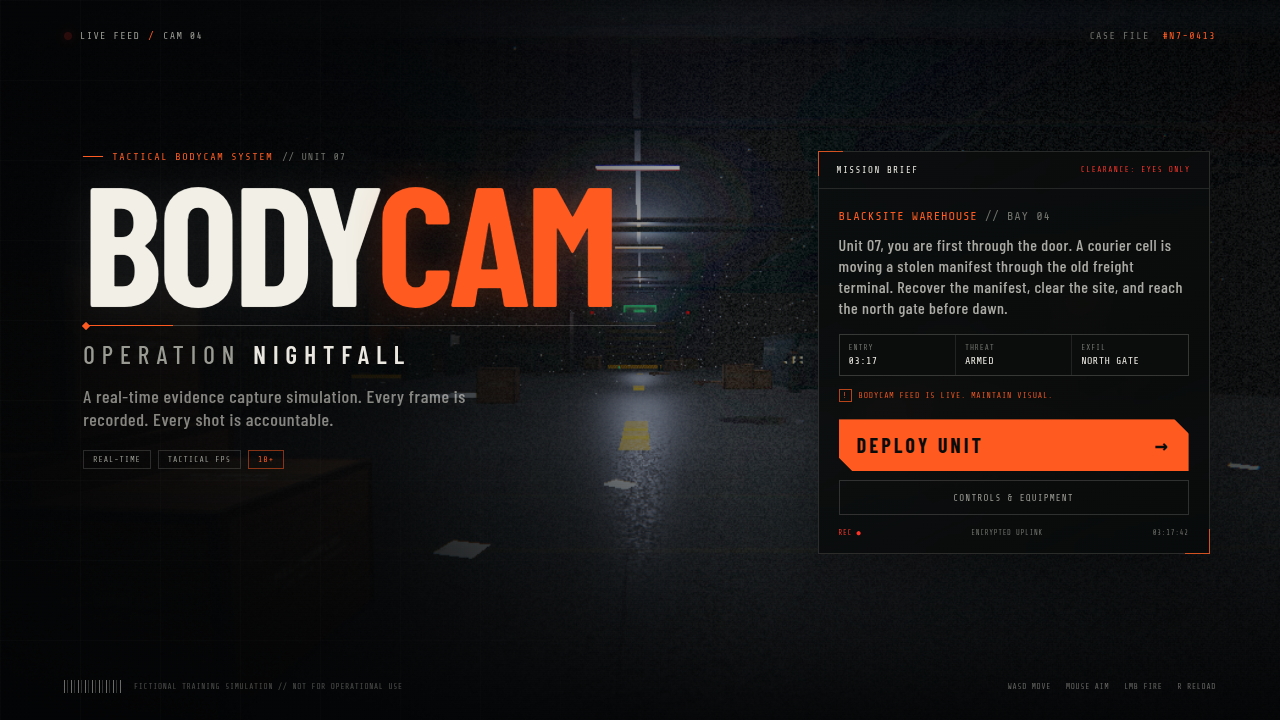 LIVE FEED / CAM 04
CASE FILE #N7-0413
TACTICAL BODYCAM SYSTEM // UNIT 07
BODYCAM
OPERATION NIGHTFALL
A real-time evidence capture simulation. Every frame is
recorded. Every shot is accountable.
REAL-TIME
TACTICAL FPS
18+
MISSION BRIEF
CLEARANCE: EYES ONLY
BLACKSITE WAREHOUSE // BAY 04
Unit 07, you are first through the door. A courier cell is
moving a stolen manifest through the old freight
terminal. Recover the manifest, clear the site, and reach
the north gate before dawn.
ENTRY
03:17
THREAT
ARMED
EXFIL
NORTH GATE
! BODYCAM FEED IS LIVE. MAINTAIN VISUAL.
DEPLOY UNIT →
CONTROLS & EQUIPMENT
REC ●
ENCRYPTED UPLINK
03:17:42
FICTIONAL TRAINING SIMULATION // NOT FOR OPERATIONAL USE
WASD MOVE MOUSE AIM LMB FIRE R RELOAD